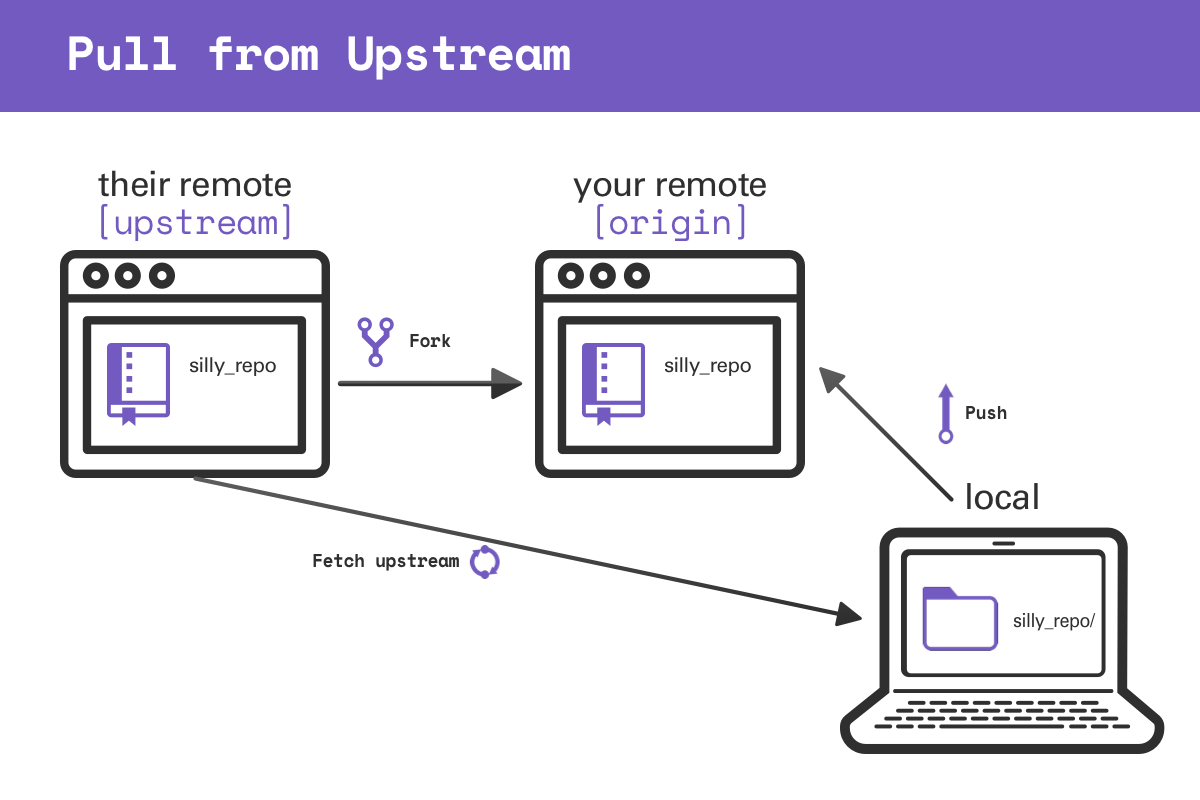 Pull from Upstream
their remote
[upstream]
your remote
[origin]
silly_repo
Fork
silly_repo
Push
local
Fetch upstream
silly_repo/